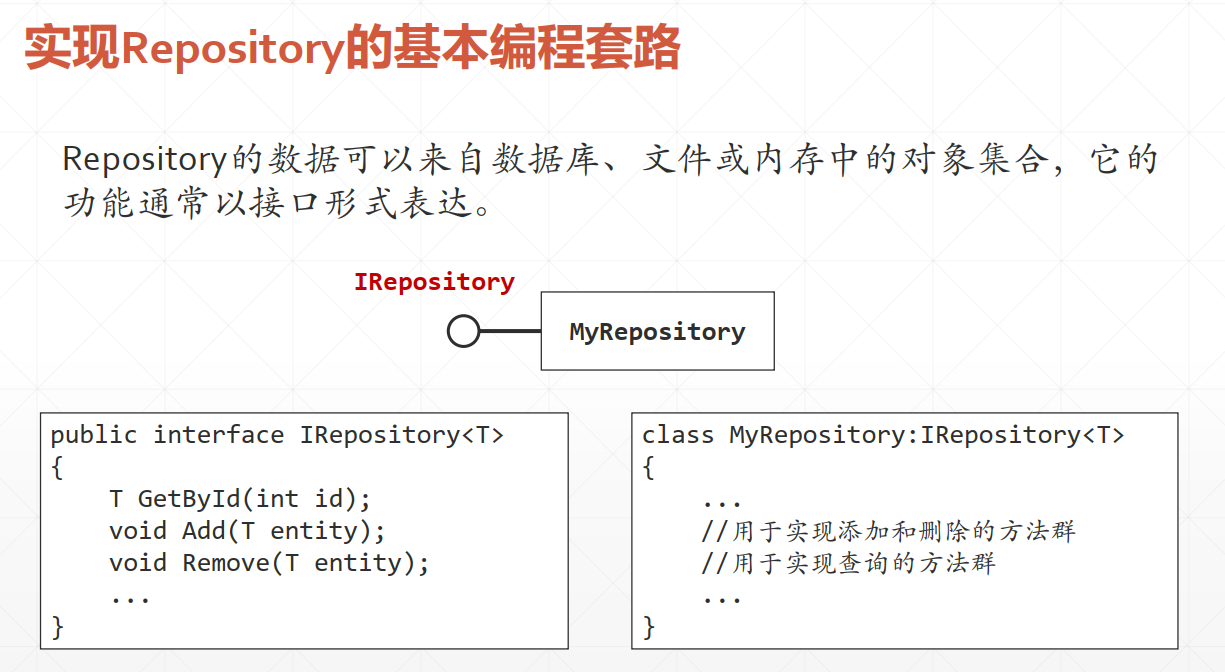 实现Repository的基本编程套路
Repository的数据可以来自数据库、文件或内存中的对象集合，它的
功能通常以接口形式表达。
IRepository
MyRepository
public interface IRepository<T>
{
    T GetById(int id);
    void Add(T entity);
    void Remove(T entity);
    ...
}
class MyRepository:IRepository<T>
{
    ...
    //用于实现添加和删除的方法群
    //用于实现查询的方法群
    ...
}